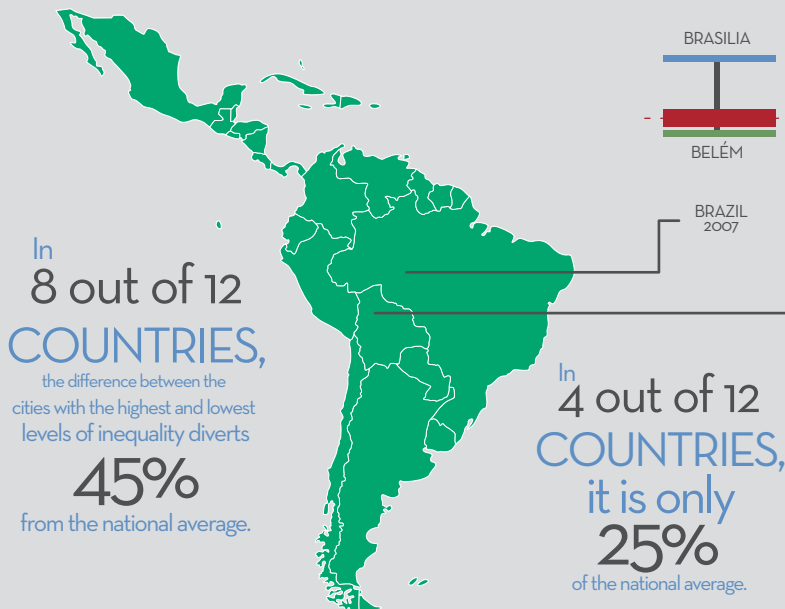 BRASILIA
BELÉM
BRAZIL
2007
In
8 out of 12
COUNTRIES,
the difference between the
cities with the highest and lowest
levels of inequality diverts
45%
from the national average.
In
4 out of 12
COUNTRIES,
it is only
25%
of the national average.